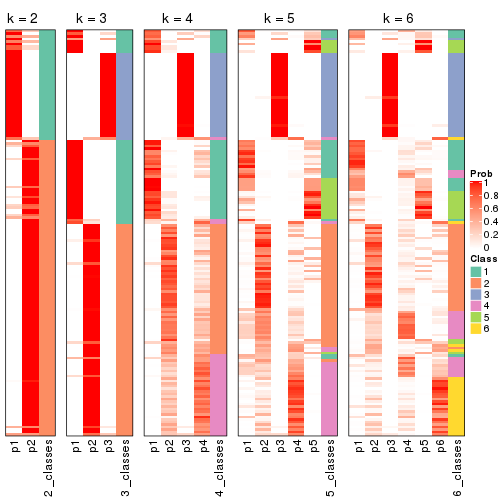 k = 2
k = 3
k = 4
k = 5
k = 6
Prob
1
0.8
0.6
0.4
0.2
0
Class
1
2
3
4
5
6
p1
p2
2_classes
p1
p2
p3
3_classes
p1
p2
p3
p4
4_classes
p1
p2
p3
p4
p5
5_classes
p1
p2
p3
p4
p5
p6
6_classes